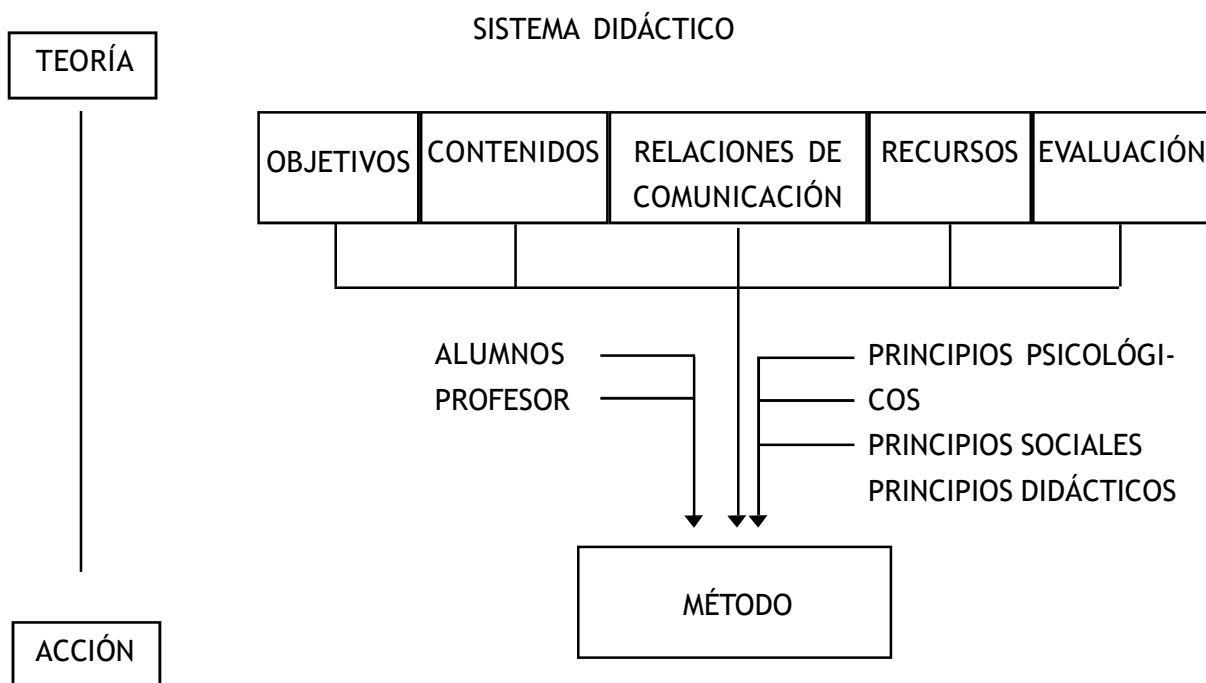 SISTEMA DIDÁCTICO
TEORÍA
OBJETIVOS
CONTENIDOS
RELACIONES DE
COMUNICACIÓN
RECURSOS
EVALUACIÓN
ALUMNOS
PROFESOR
PRINCIPIOS PSICOLÓGI-
COS
PRINCIPIOS SOCIALES
PRINCIPIOS DIDÁCTICOS
MÉTODO
ACCIÓN